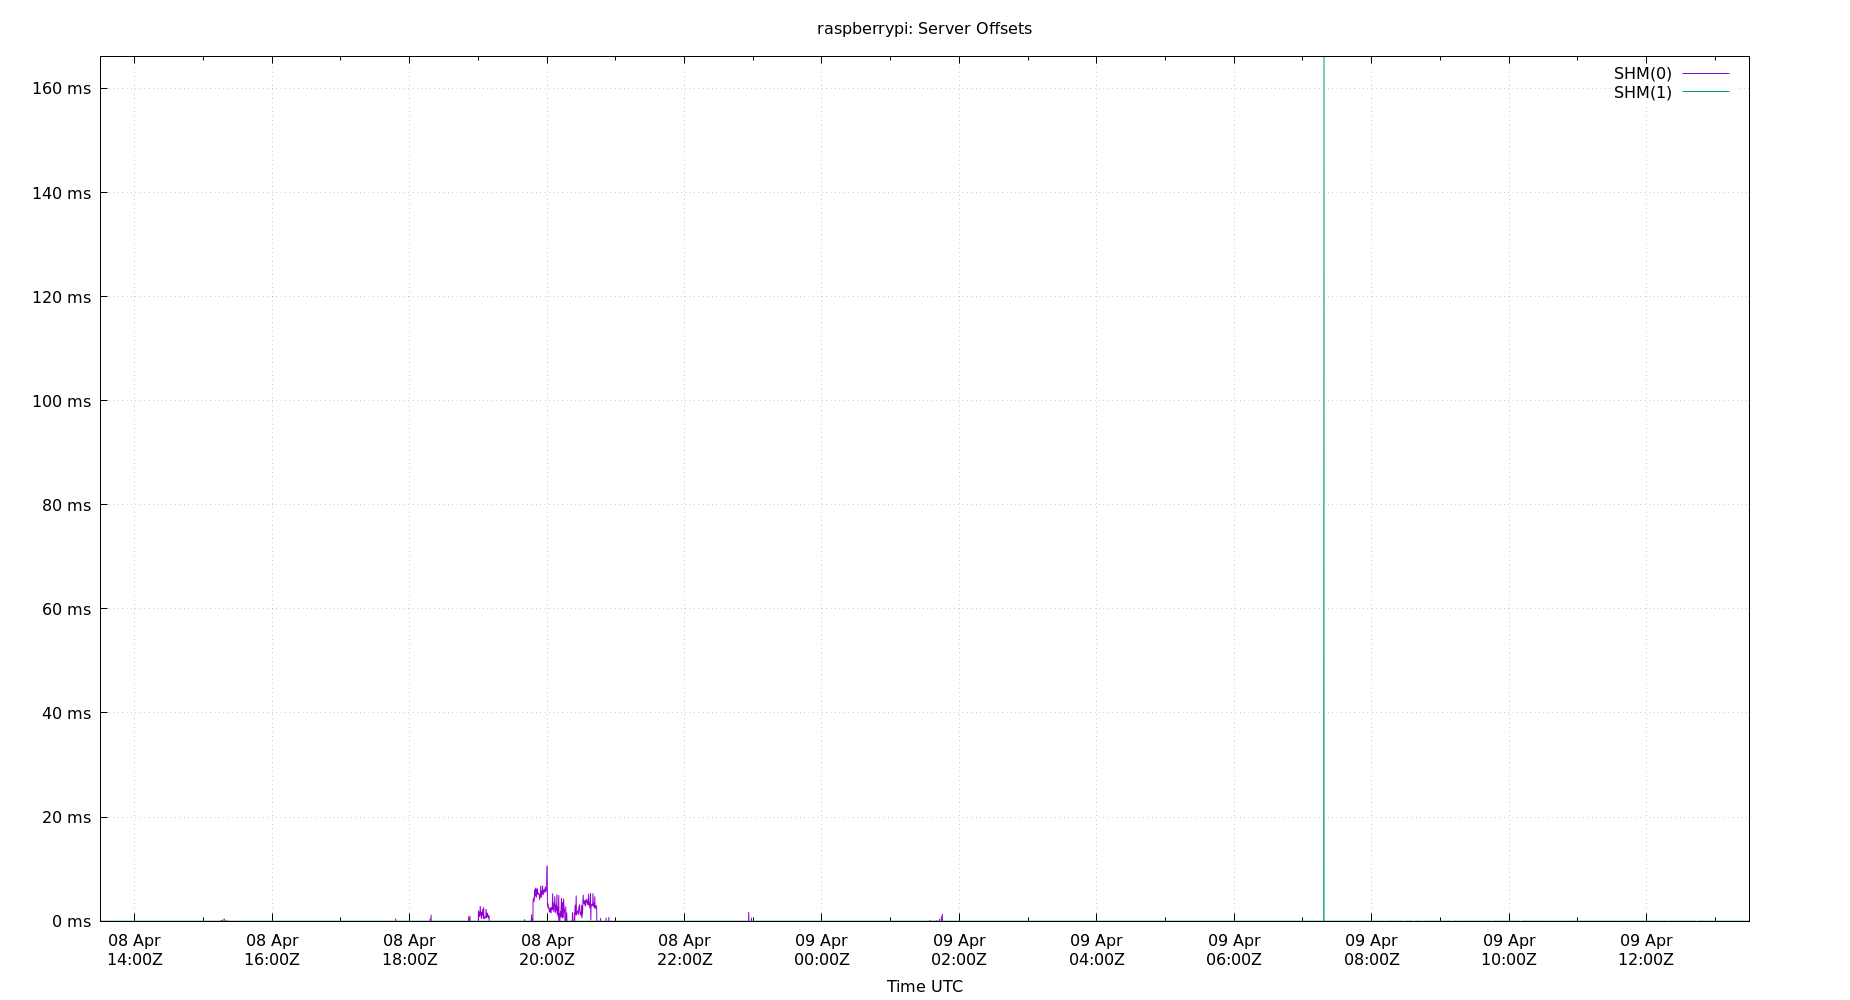 raspberrypi: Server Offsets
SHM(0)
SHM(1)
160 ms
140 ms
120 ms
100 ms
80 ms
60 ms
40 ms
20 ms
0 ms
08 Apr 08 Apr 08 Apr 08 Apr 08 Apr 09 Apr 09 Apr 09 Apr 09 Apr 09 Apr 09 Apr 09 Apr
14:00Z 16:00Z 18:00Z 20:00Z 22:00Z 00:00Z 02:00Z 04:00Z 06:00Z 08:00Z 10:00Z 12:00Z
Time UTC